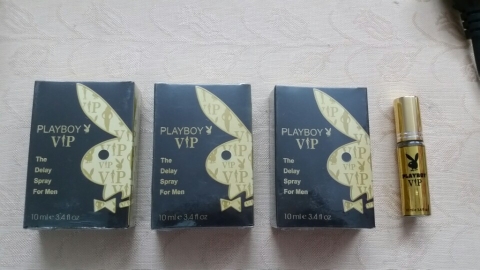 PLAYBOY
VIP
The
Delay
Spray
For Men
10 ml e 3.4 fl oz
PLAYBOY
VIP
The
Delay
Spray
For Men
10 ml e 3.4 fl oz
PLAYBOY
VIP
The
Delay
Spray
For Men
10 ml e 3.4 fl oz
PLAYBOY
VIP